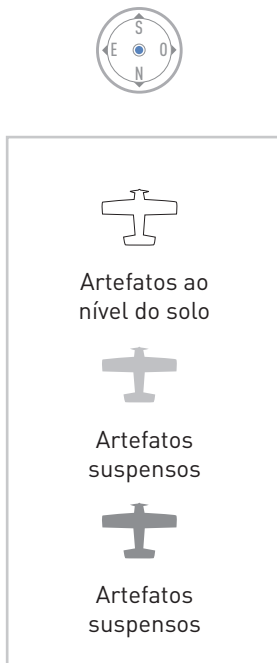 S
E O
N
Artefatos ao
nível do solo
Artefatos
suspensos
Artefatos
suspensos